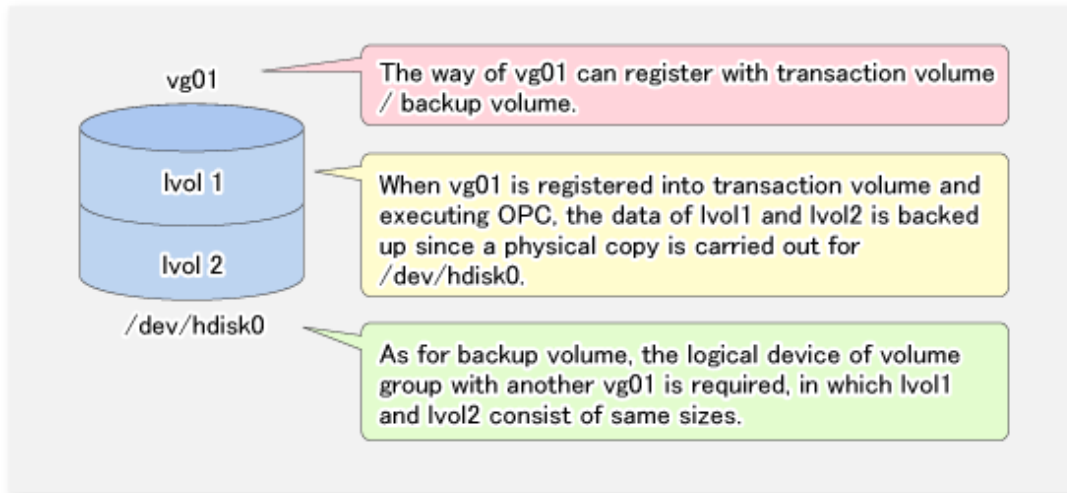 vg01
The way of vg01 can register with transaction volume
/ backup volume.
lvol 1
When vg01 is registered into transaction volume and
executing OPC, the data of lvol1 and lvol2 is backed
up since a physical copy is carried out for
/dev/hdisk0.
lvol 2
/dev/hdisk0
As for backup volume, the logical device of volume
group with another vg01 is required, in which lvol1
and lvol2 consist of same sizes.